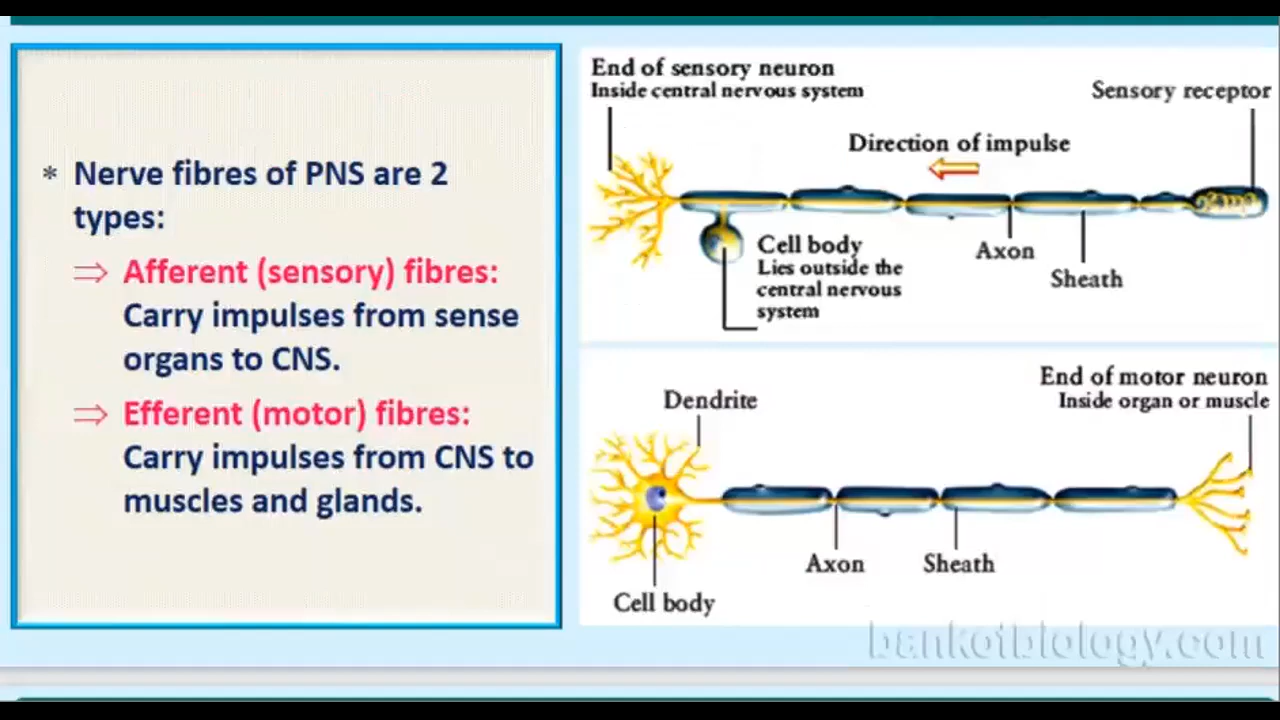 * Nerve fibres of PNS are 2
types:
⇒ Afferent (sensory) fibres:
Carry impulses from sense
organs to CNS.
⇒ Efferent (motor) fibres:
Carry impulses from CNS to
muscles and glands.
End of sensory neuron
Inside central nervous system
Sensory receptor
Direction of impulse
Cell body
Lies outside the
central nervous
system
Axon
Sheath
Dendrite
End of motor neuron
Inside organ or muscle
Axon
Sheath
Cell body
bankofbiology.com